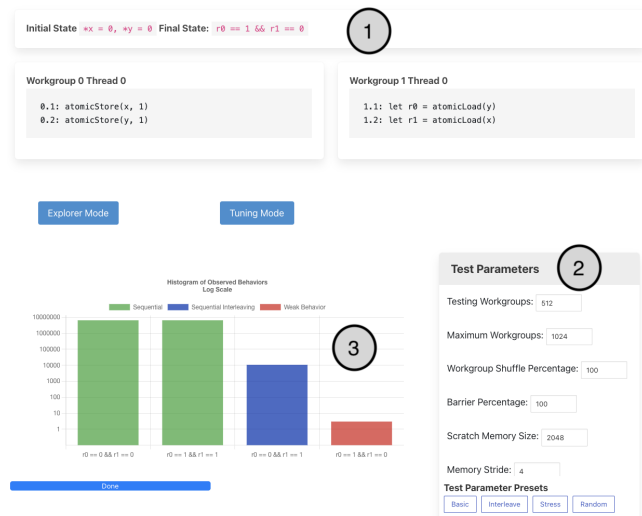 Initial State *x = 0, *y = 0 Final State: r0 == 1 && r1 == 0
1
Workgroup 0 Thread 0
0.1: atomicStore(x, 1)
0.2: atomicStore(y, 1)
Workgroup 1 Thread 0
1.1: let r0 = atomicLoad(y)
1.2: let r1 = atomicLoad(x)
Explorer Mode
Tuning Mode
Histogram of Observed Behaviors
Log Scale
Sequential
Sequential Interleaving
Weak Behavior
10000000
1000000
100000
10000
1000
100
10
1
3
r0 == 0 && r1 == 0
r0 == 1 && r1 == 1
r0 == 0 && r1 == 1
r0 == 1 && r1 == 0
Done
Test Parameters
2
Testing Workgroups: 512
Maximum Workgroups: 1024
Workgroup Shuffle Percentage: 100
Barrier Percentage: 100
Scratch Memory Size: 2048
Memory Stride: 4
Test Parameter Presets
Basic
Interleave
Stress
Random